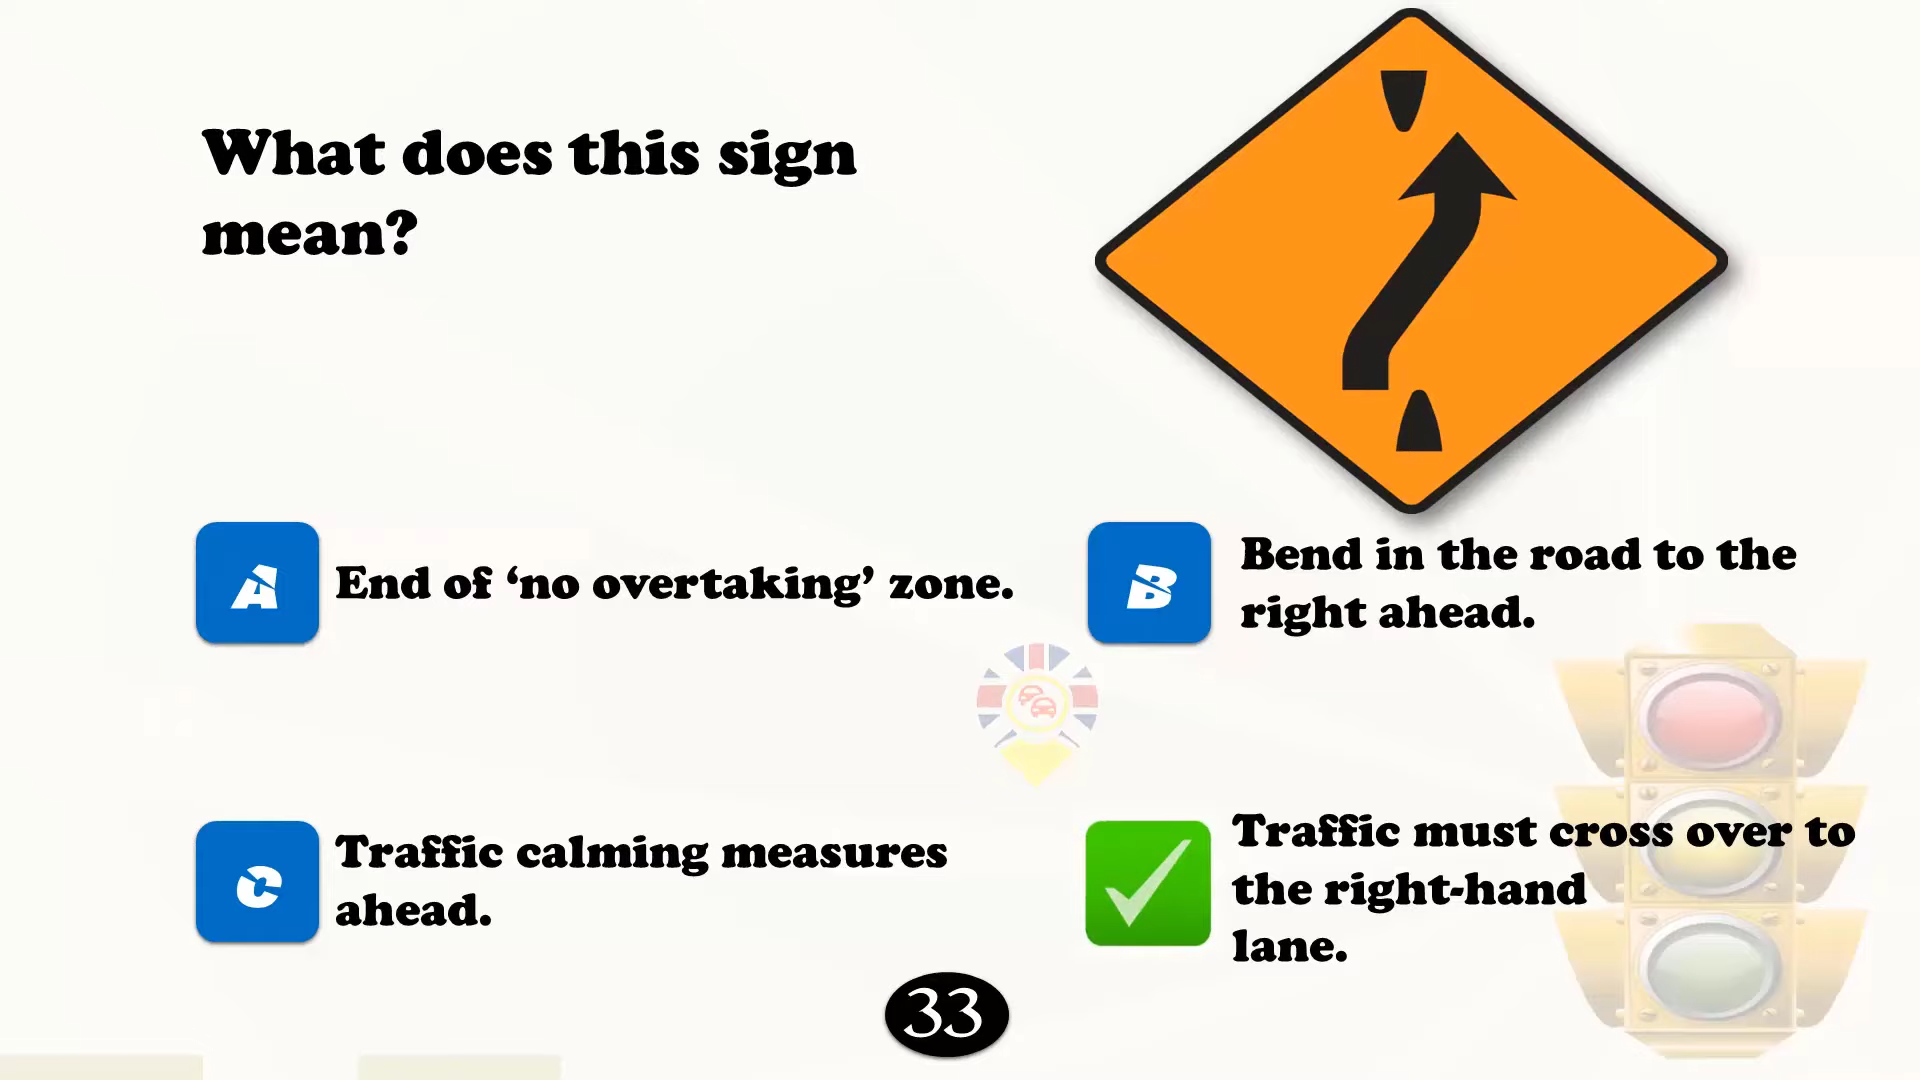 What does this sign
mean?
A
End of ‘no overtaking’ zone.
B
Bend in the road to the
right ahead.
C
Traffic calming measures
ahead.
Traffic must cross over to
the right-hand
lane.
33